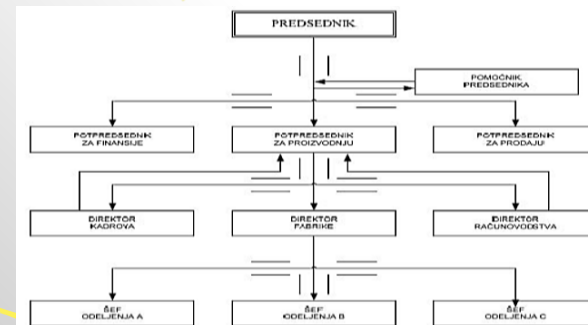 PREDSEDNIK
POMOĆNIK
PREDSEDNIKA
POTPREDSEDNIK
ZA FINANSIJE
POTPREDSEDNIK
ZA PROIZVODNJU
POTPREDSEDNIK
ZA PRODAJU
DIREKTOR
KADROVA
DIREKTOR
FABRIKE
DIREKTOR
RAČUNOVODSTVA
ŠEF
ODELJENJA A
ŠEF
ODELJENJA B
ŠEF
ODELJENJA C